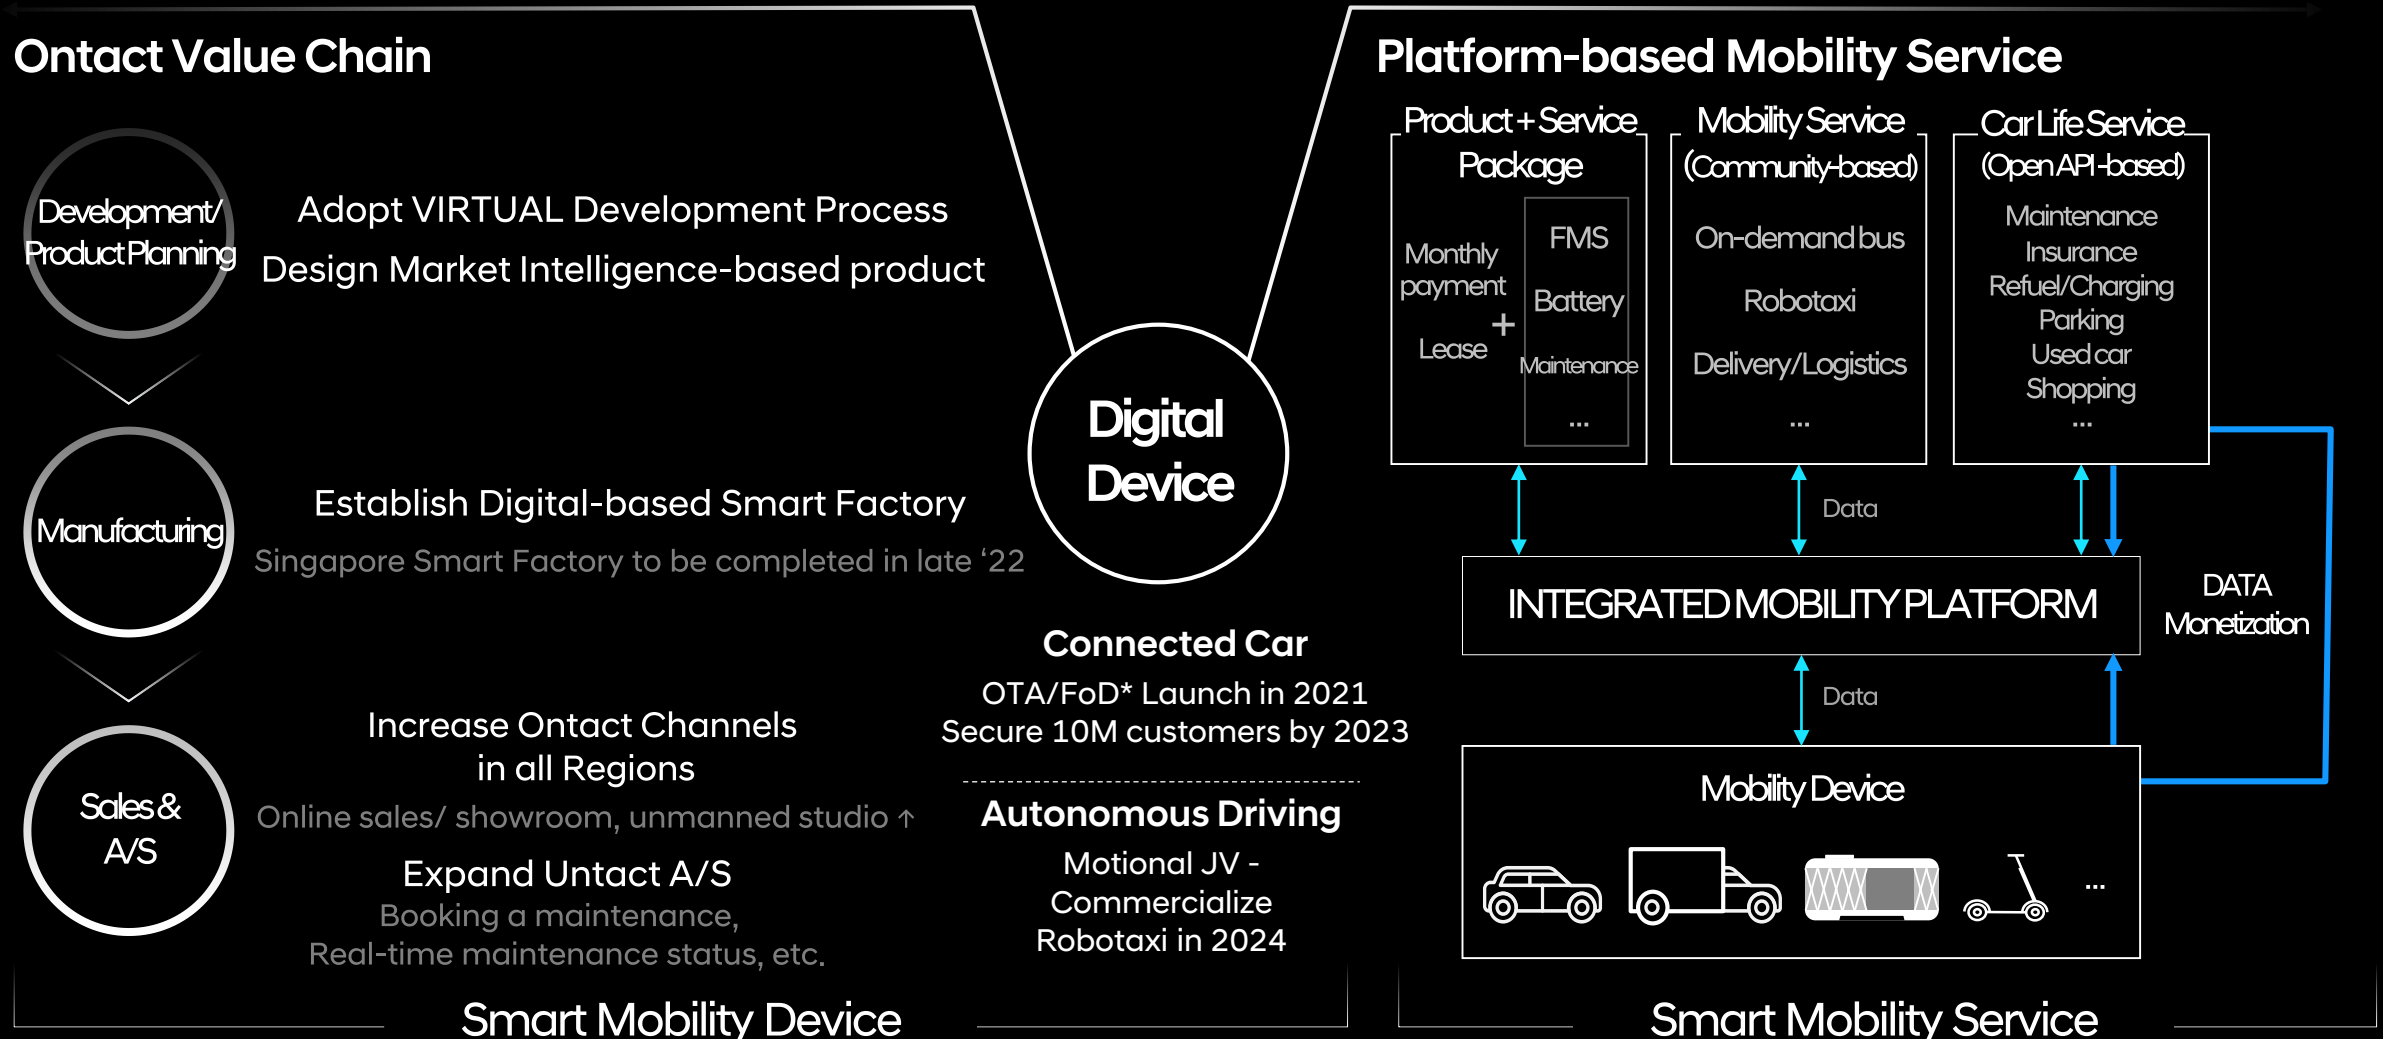 Ontact Value Chain
Development/
Product Planning
Adopt VIRTUAL Development Process
Design Market Intelligence-based product
Manufacturing
Establish Digital-based Smart Factory
Singapore Smart Factory to be completed in late ‘22
Sales &
A/S
Increase Ontact Channels
in all Regions
Online sales/ showroom, unmanned studio ↑
Expand Untact A/S
Booking a maintenance,
Real-time maintenance status, etc.
Digital
Device
Connected Car
OTA/FoD* Launch in 2021
Secure 10M customers by 2023
Autonomous Driving
Motional JV -
Commercialize
Robotaxi in 2024
Smart Mobility Device
Platform-based Mobility Service
Product + Service
Package
Monthly
payment
Lease
+
FMS
Battery
Maintenance
...
Mobility Service
(Community-based)
On-demand bus
Robotaxi
Delivery/Logistics
...
Car Life Service
(Open API-based)
Maintenance
Insurance
Refuel/Charging
Parking
Used car
Shopping
...
Data
INTEGRATED MOBILITY PLATFORM
DATA
Monetization
Data
Mobility Device
...
Smart Mobility Service